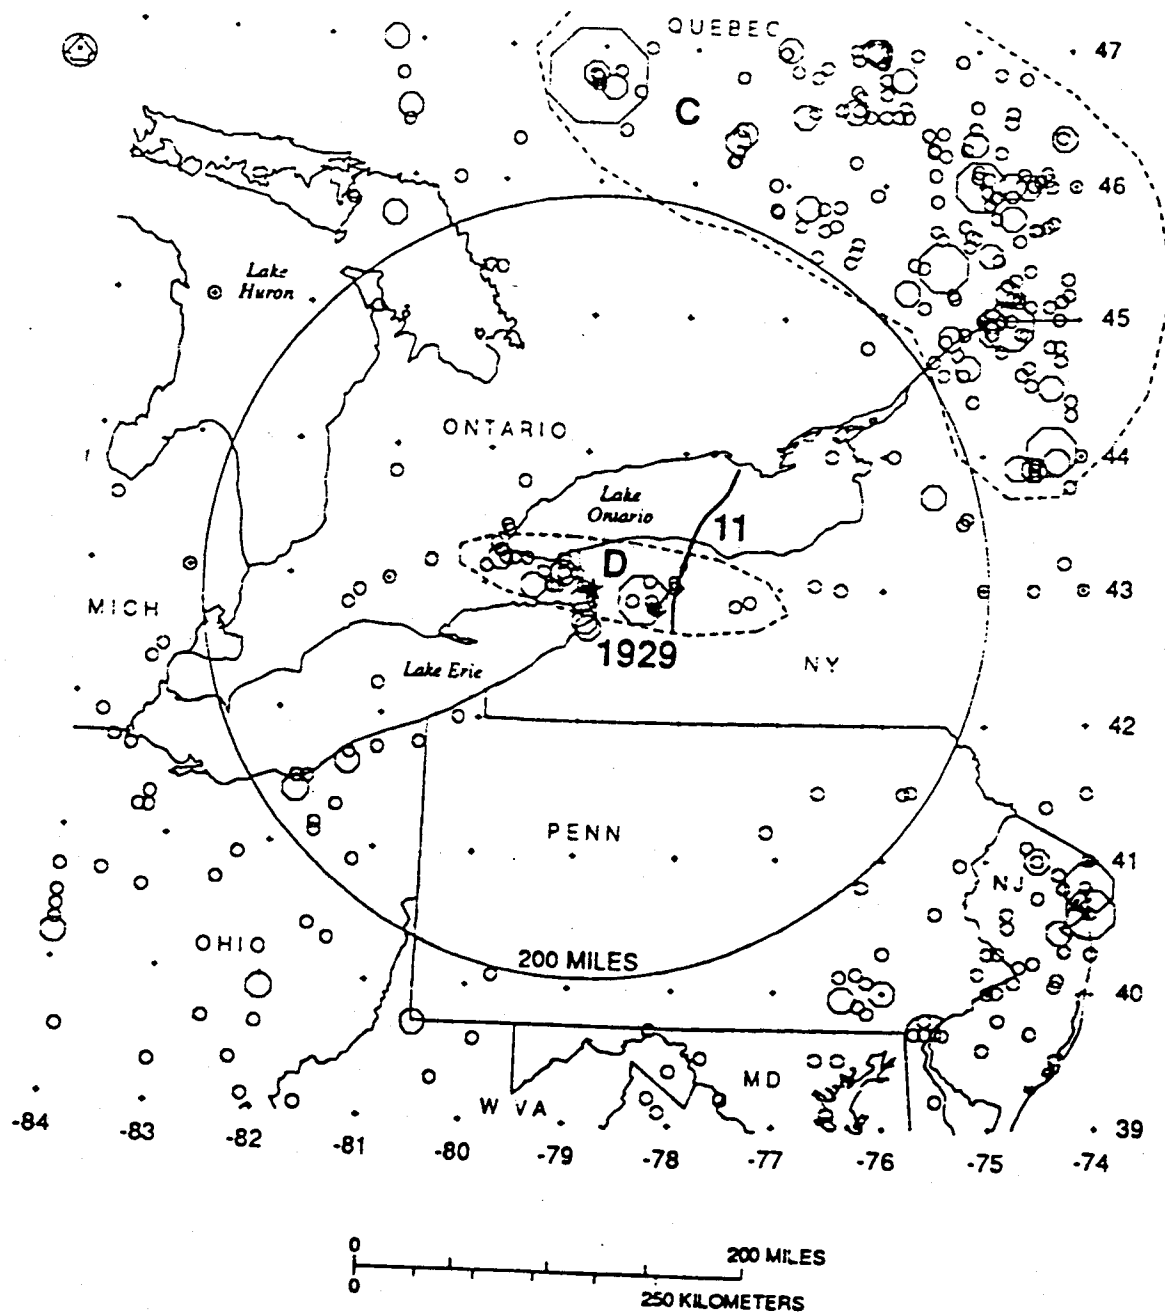 QUEBEC
47
C
46
Lake
Huron
45
ONTARIO
44
Lake
Ontario
11
D
43
MICH
1929
Lake Erie
NY
42
PENN
41
NJ
OHIO
200 MILES
40
MD
W VA
39
-84
-83
-82
-81
-80
-79
-78
-77
-76
-75
-74
0
200 MILES
0
250 KILOMETERS